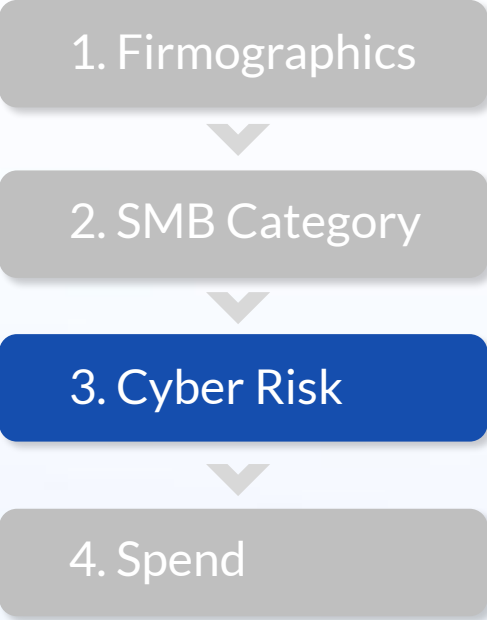 1. Firmographics
2. SMB Category
3. Cyber Risk
4. Spend